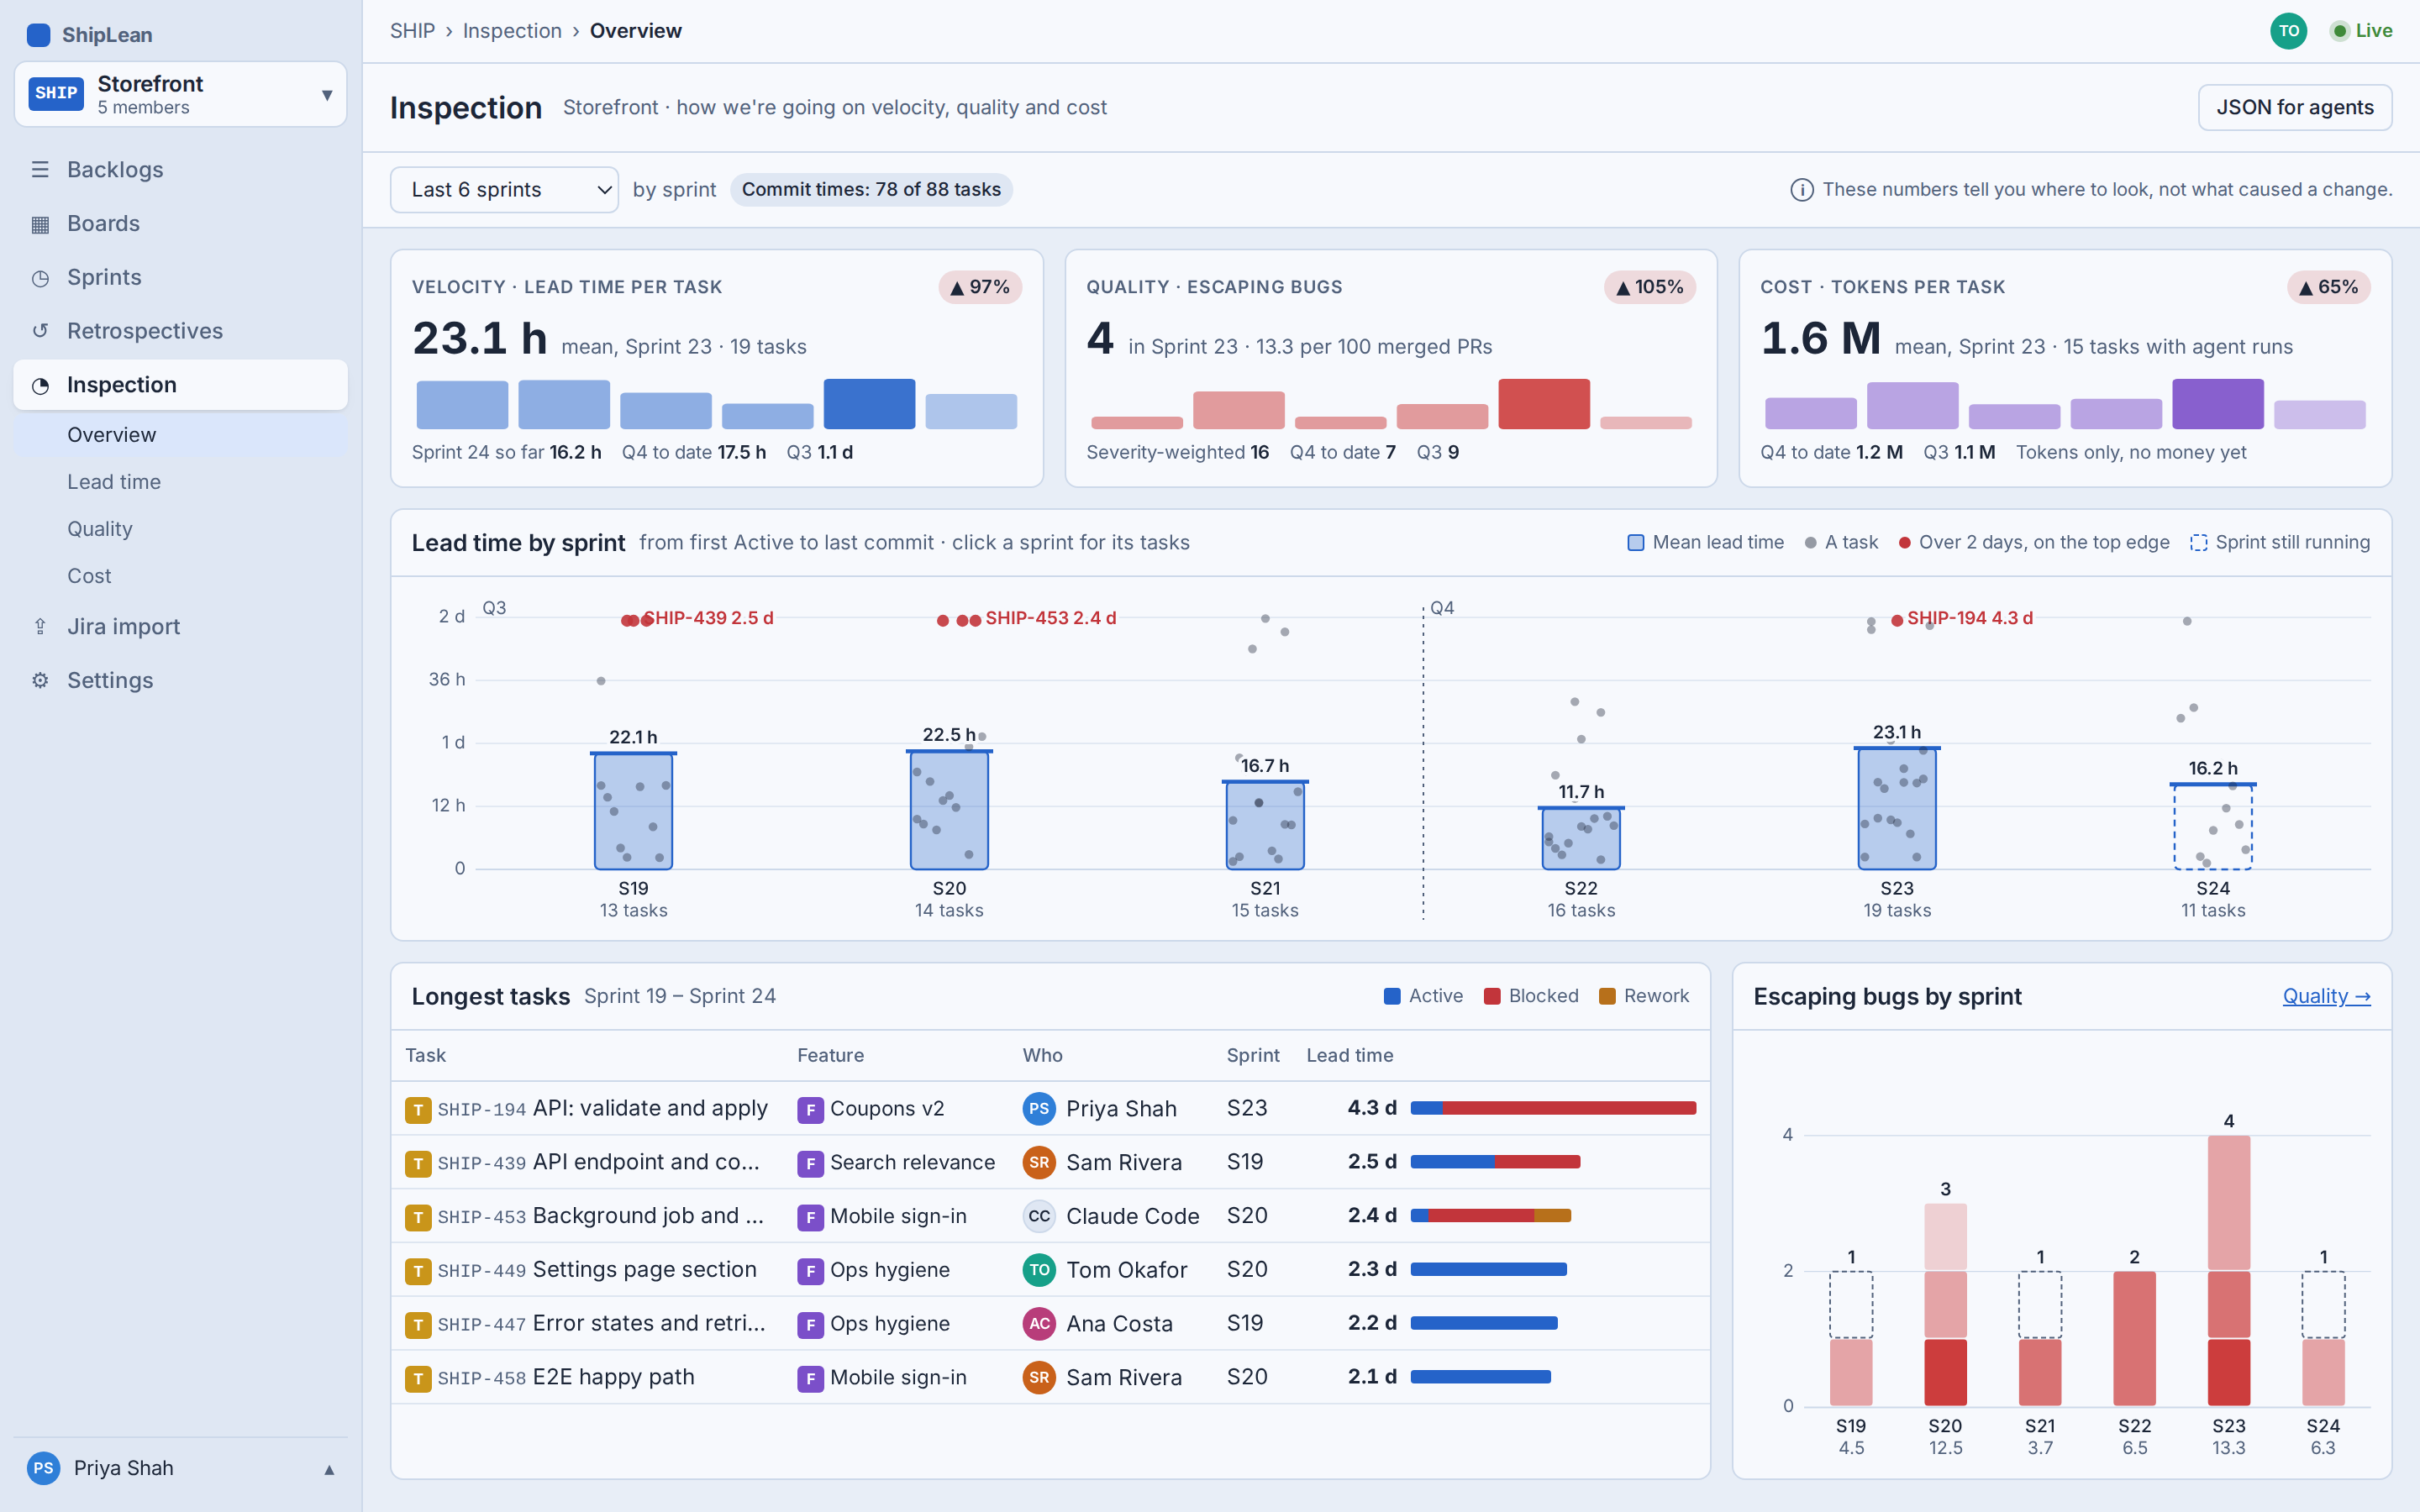 ShipLean
SHIP
Storefront
5 members
Backlogs
Boards
Sprints
Retrospectives
Inspection
Overview
Lead time
Quality
Cost
Jira import
Settings
PS Priya Shah
SHIP › Inspection › Overview
TO Live
Inspection Storefront · how we're going on velocity, quality and cost
JSON for agents
Last 6 sprints by sprint Commit times: 78 of 88 tasks
These numbers tell you where to look, not what caused a change.
VELOCITY · LEAD TIME PER TASK ▲ 97%
23.1 h mean, Sprint 23 · 19 tasks
Sprint 24 so far 16.2 h Q4 to date 17.5 h Q3 1.1 d
QUALITY · ESCAPING BUGS ▲ 105%
4 in Sprint 23 · 13.3 per 100 merged PRs
Severity-weighted 16 Q4 to date 7 Q3 9
COST · TOKENS PER TASK ▲ 65%
1.6 M mean, Sprint 23 · 15 tasks with agent runs
Q4 to date 1.2 M Q3 1.1 M Tokens only, no money yet
Lead time by sprint from first Active to last commit · click a sprint for its tasks
Mean lead time A task Over 2 days, on the top edge Sprint still running
Q3 Q4
2 d SHIP-439 2.5 d SHIP-453 2.4 d SHIP-194 4.3 d
36 h
1 d
12 h
0
22.1 h 22.5 h 16.7 h 11.7 h 23.1 h 16.2 h
S19 S20 S21 S22 S23 S24
13 tasks 14 tasks 15 tasks 16 tasks 19 tasks 11 tasks
Longest tasks Sprint 19 – Sprint 24
Active Blocked Rework
Task Feature Who Sprint Lead time
T SHIP-194 API: validate and apply F Coupons v2 PS Priya Shah S23 4.3 d
T SHIP-439 API endpoint and co... F Search relevance SR Sam Rivera S19 2.5 d
T SHIP-453 Background job and ... F Mobile sign-in CC Claude Code S20 2.4 d
T SHIP-449 Settings page section F Ops hygiene TO Tom Okafor S20 2.3 d
T SHIP-447 Error states and retri... F Ops hygiene AC Ana Costa S19 2.2 d
T SHIP-458 E2E happy path F Mobile sign-in SR Sam Rivera S20 2.1 d
Escaping bugs by sprint Quality →
4
2
0
1 3 1 2 4 1
S19 S20 S21 S22 S23 S24
4.5 12.5 3.7 6.5 13.3 6.3